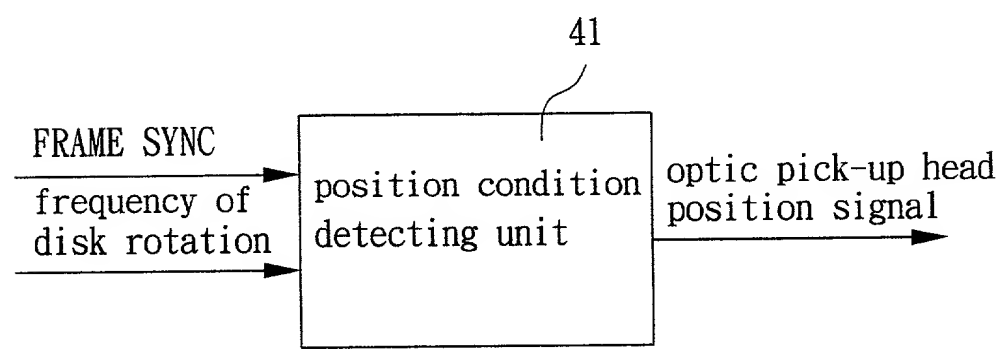 41
FRAME SYNC
frequency of
disk rotation
position condition
detecting unit
optic pick-up head
position signal